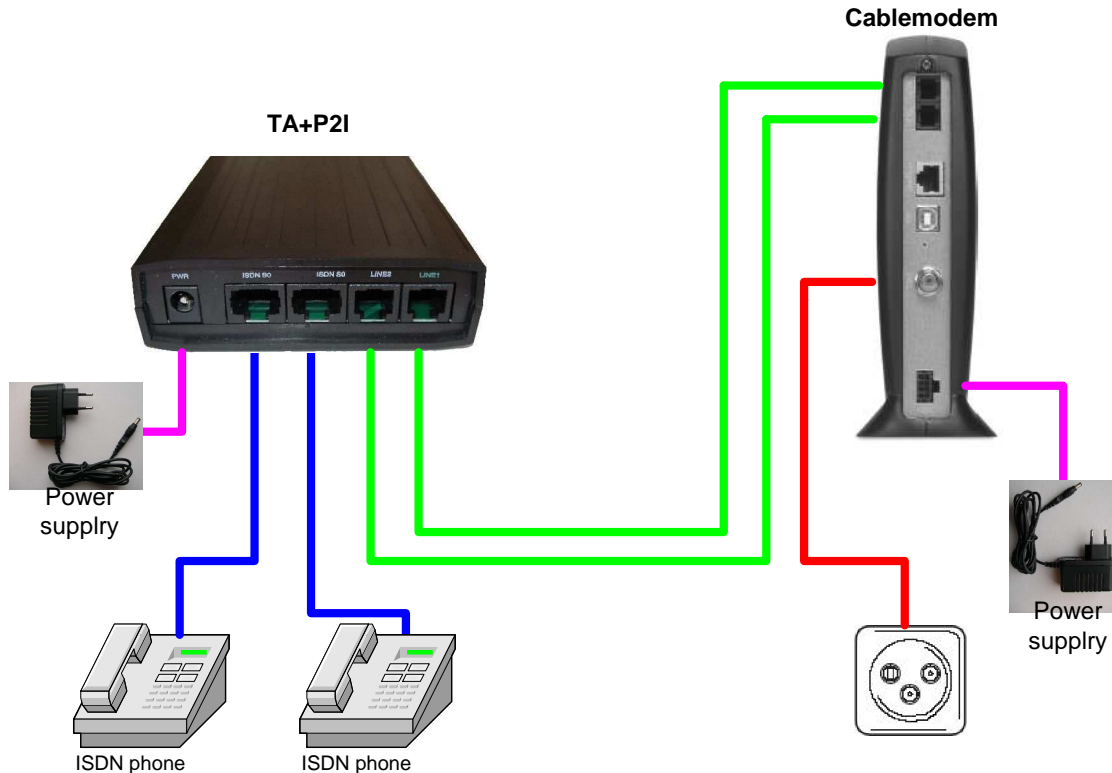 Cablemodem
TA+P2I
PWR
ISDN S0
ISDN S0
LINE2
LINE1
Power
supplry
Power
supplry
ISDN phone
ISDN phone